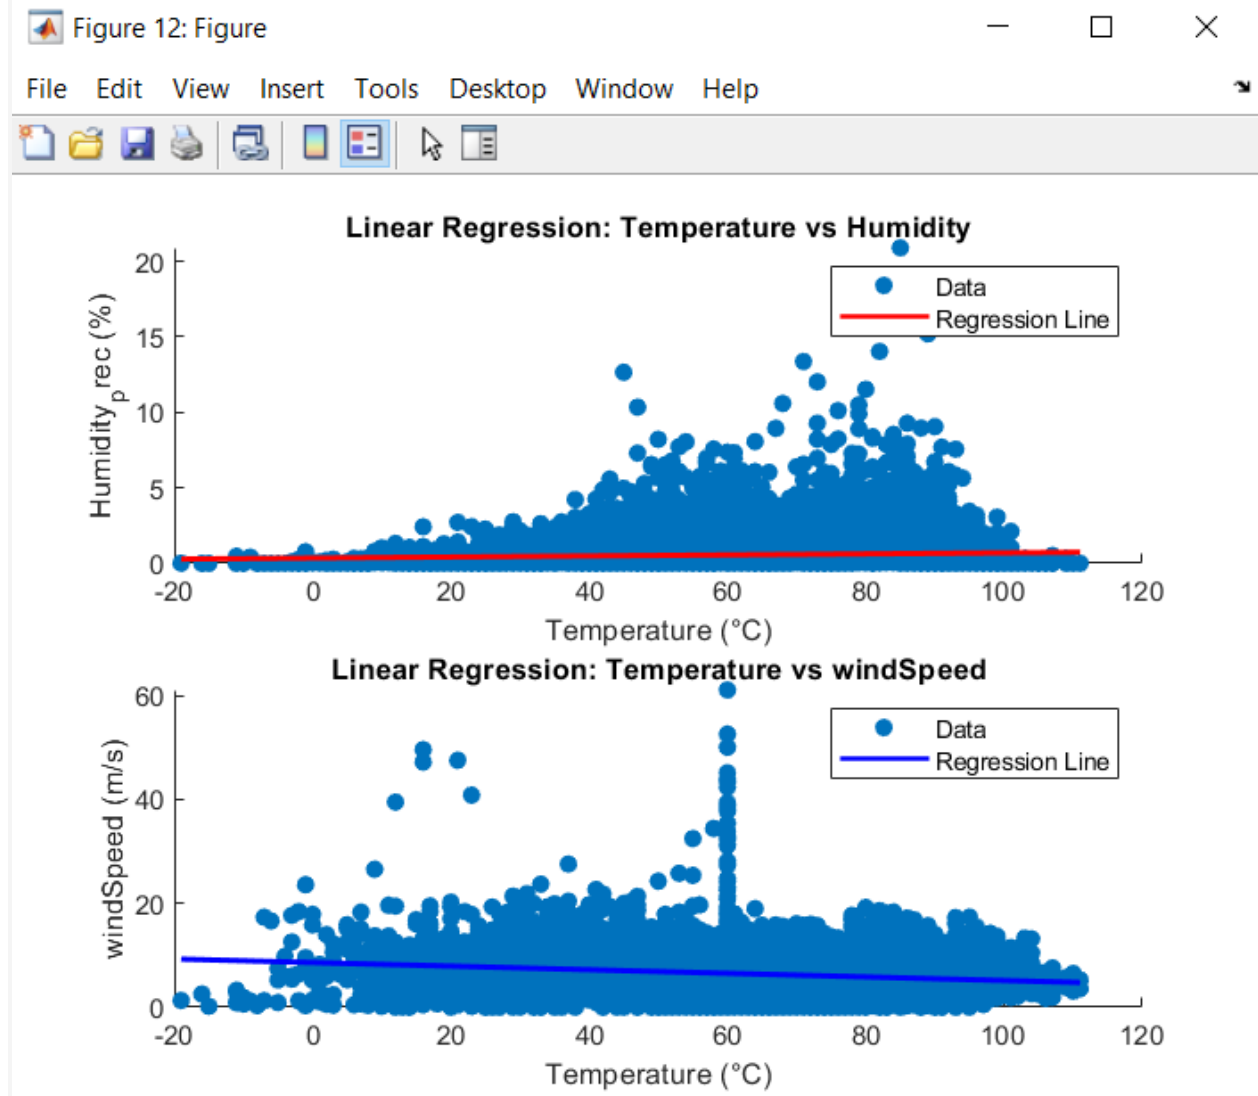 Figure 12: Figure
File Edit View Insert Tools Desktop Window Help
Linear Regression: Temperature vs Humidity
Data
Regression Line
Humidity_prec (%)
20
15
10
5
0
-20 0 20 40 60 80 100 120
Temperature (°C)
Linear Regression: Temperature vs windSpeed
Data
Regression Line
windSpeed (m/s)
60
40
20
0
-20 0 20 40 60 80 100 120
Temperature (°C)